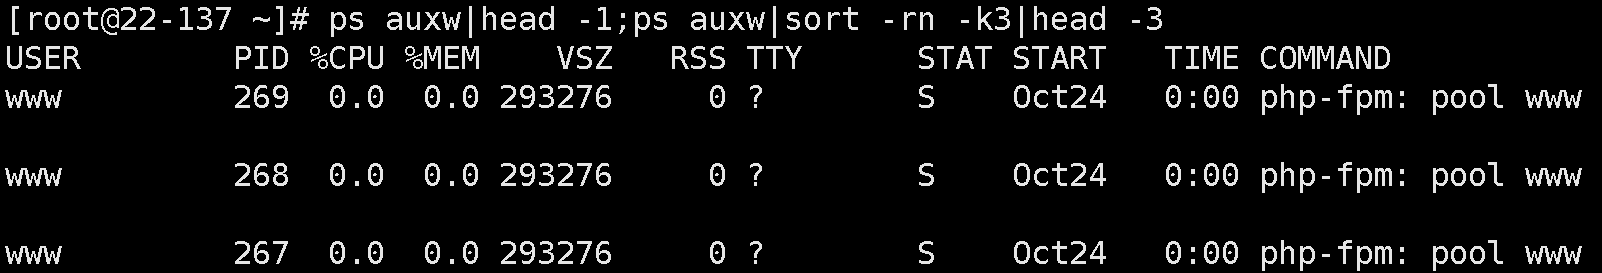 [root@22-137 ~]# ps auxw|head -1;ps auxw|sort -rn -k3|head -3
USER        PID %CPU %MEM    VSZ   RSS TTY      STAT START   TIME COMMAND
www         269  0.0  0.0 293276     0 ?        S    Oct24   0:00 php-fpm: pool www
www         268  0.0  0.0 293276     0 ?        S    Oct24   0:00 php-fpm: pool www
www         267  0.0  0.0 293276     0 ?        S    Oct24   0:00 php-fpm: pool www